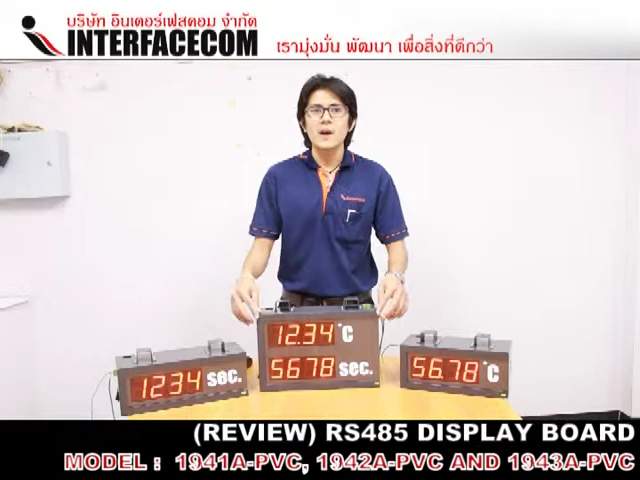 บริษัท อินเตอร์เฟสคอม จำกัด
INTERFACECOM
เรามุ่งมั่น พัฒนา เพื่อสิ่งที่ดีกว่า
12.34 °C
5678 sec.
1234 sec.
56.78 °C
(REVIEW) RS485 DISPLAY BOARD
MODEL : 1941A-PVC, 1942A-PVC AND 1943A-PVC